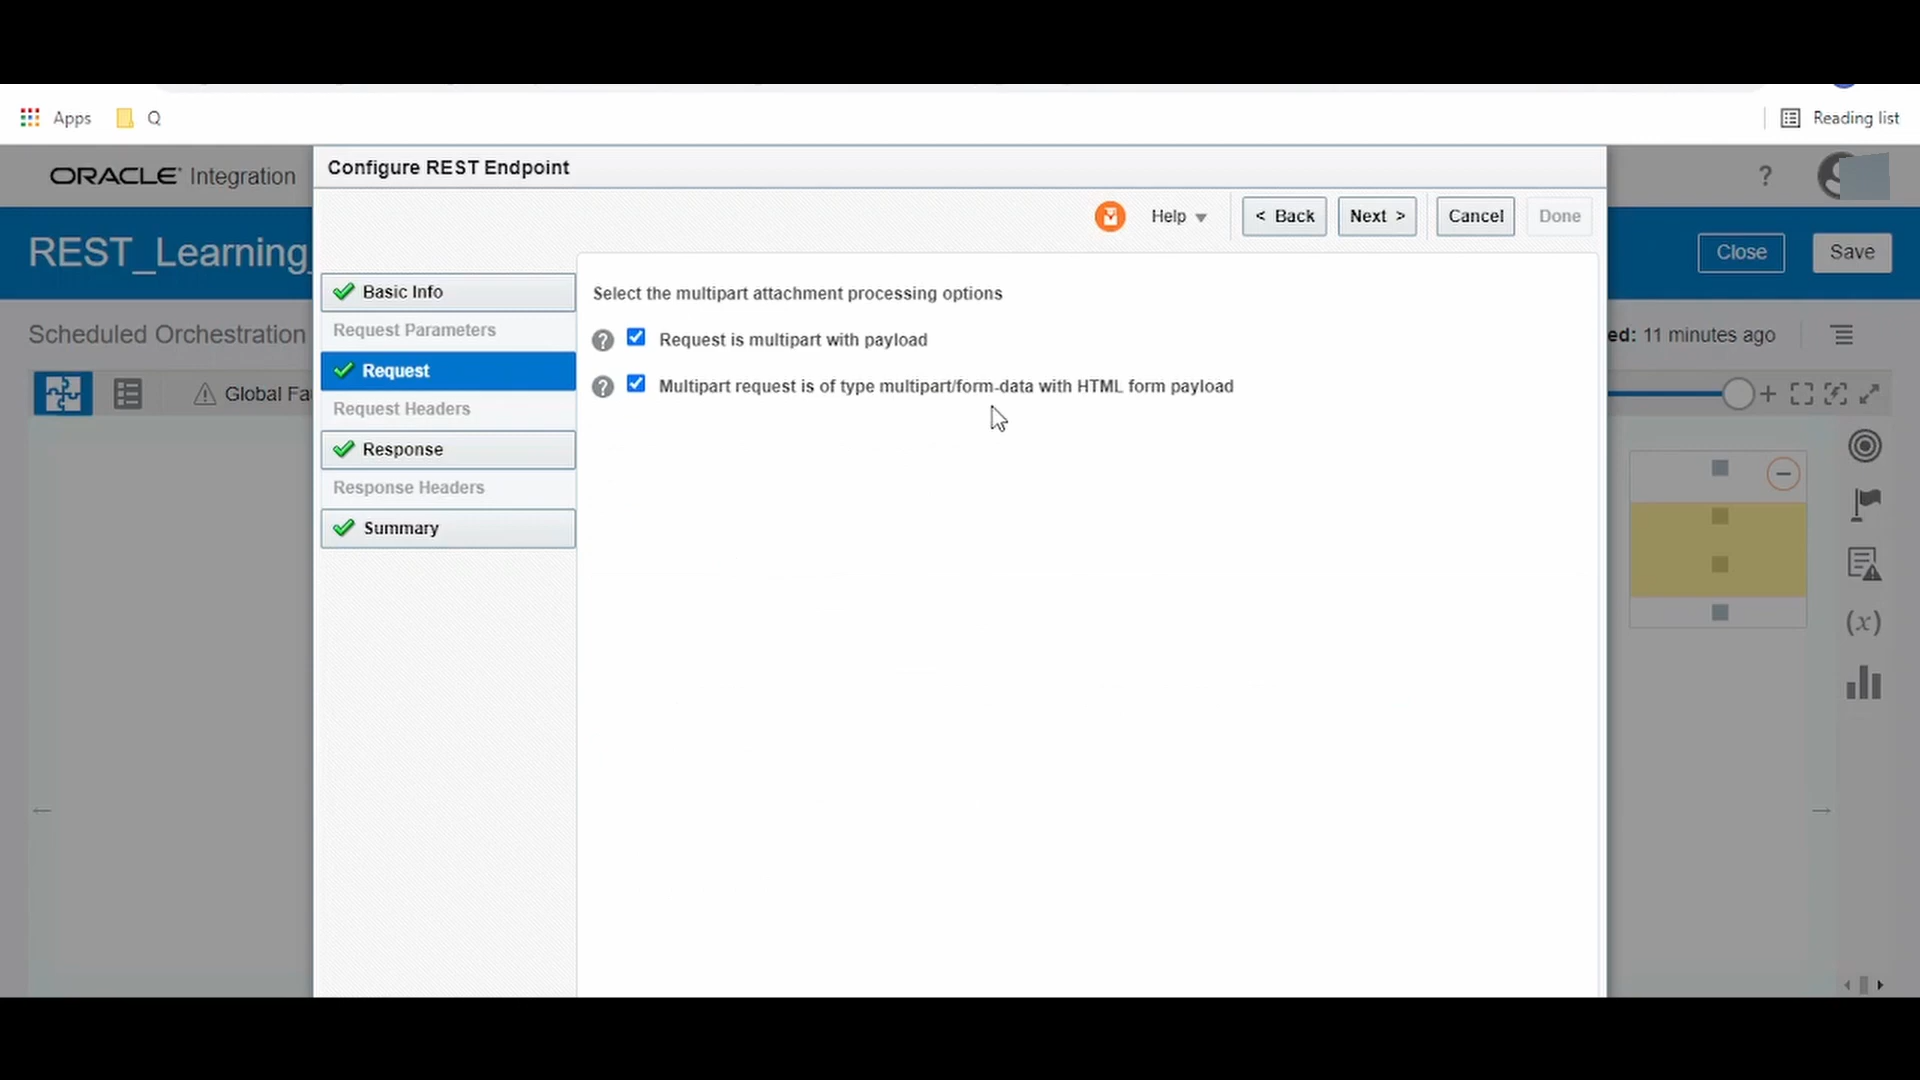 Apps
Q
Reading list
ORACLE Integration
Configure REST Endpoint
?
Help
< Back
Next >
Cancel
Done
REST_Learning_
Close
Save
Basic Info
Request Parameters
Request
Request Headers
Response
Response Headers
Summary
Select the multipart attachment processing options
? Request is multipart with payload
? Multipart request is of type multipart/form-data with HTML form payload
Scheduled Orchestration
ed: 11 minutes ago
Global Fa
(x)